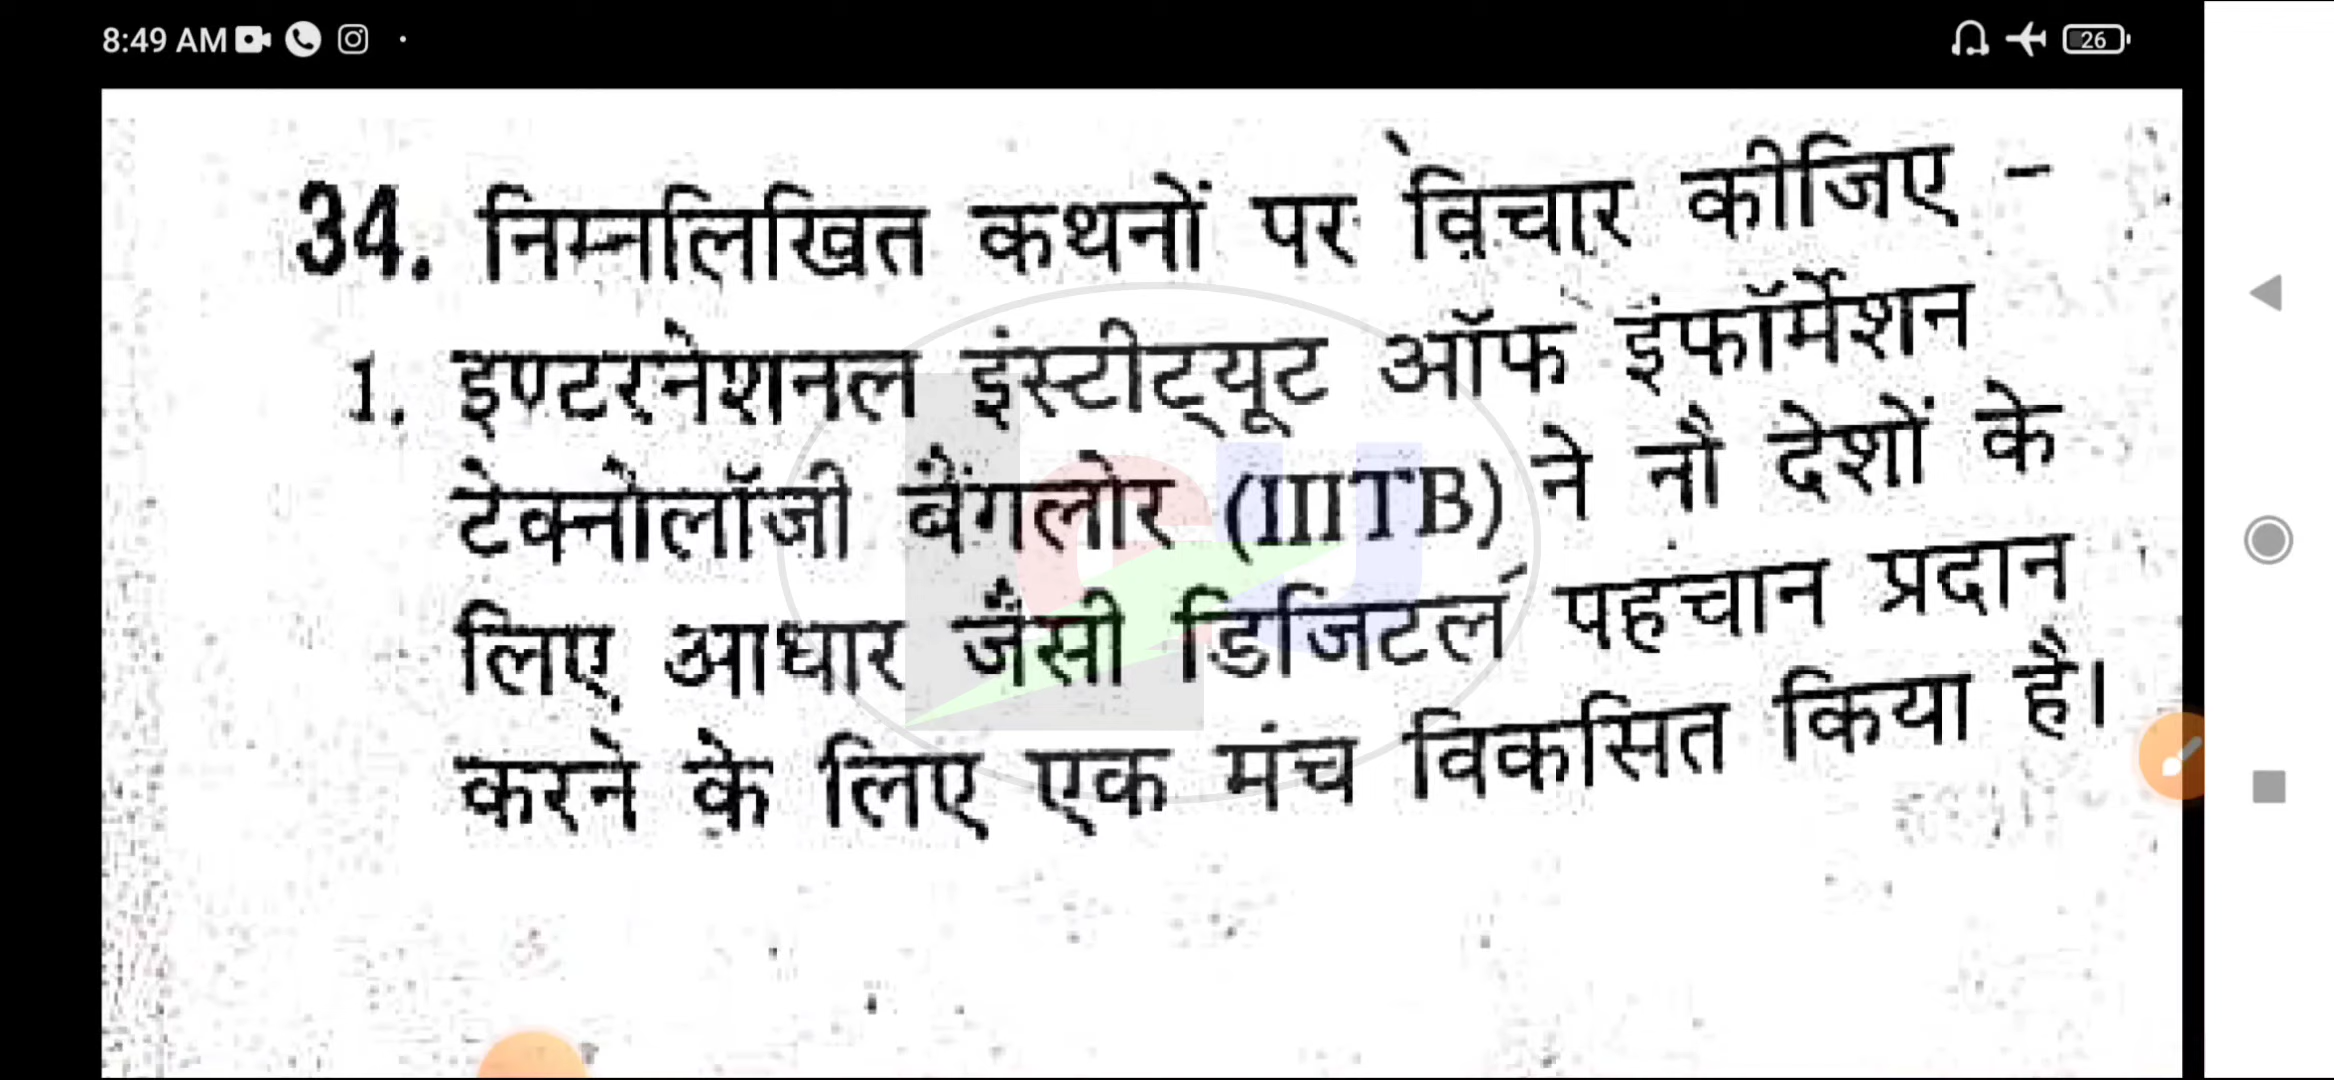 8:49 AM
26
34. निम्नलिखित कथनों पर विचार कीजिए -
1. इण्टरनेशनल इंस्टीट्यूट ऑफ इंफॉर्मेशन
टेक्नोलॉजी बैंगलोर (IIITB) ने नौ देशों के
लिए आधार जैसी डिजिटल पहचान प्रदान
करने के लिए एक मंच विकसित किया है।